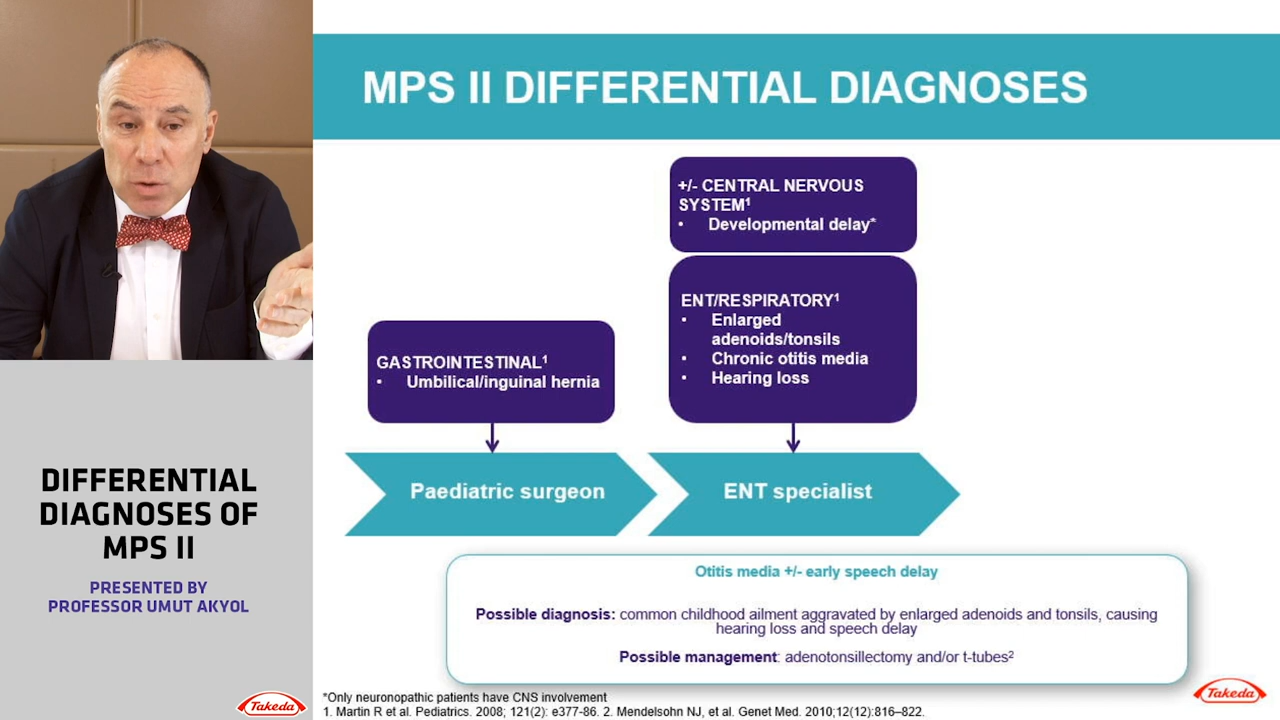 MPS II DIFFERENTIAL DIAGNOSES
+/- CENTRAL NERVOUS
SYSTEM¹
• Developmental delay*
ENT/RESPIRATORY¹
• Enlarged
adenoids/tonsils
• Chronic otitis media
• Hearing loss
GASTROINTESTINAL¹
• Umbilical/inguinal hernia
Paediatric surgeon
ENT specialist
Otitis media +/- early speech delay
Possible diagnosis: common childhood ailment aggravated by enlarged adenoids and tonsils, causing
hearing loss and speech delay
Possible management: adenotonsillectomy and/or t-tubes²
*Only neuronopathic patients have CNS involvement
1. Martin R et al. Pediatrics. 2008; 121(2): e377-86. 2. Mendelsohn NJ, et al. Genet Med. 2010;12(12):816–822.
DIFFERENTIAL
DIAGNOSES OF
MPS II
PRESENTED BY
PROFESSOR UMUT AKYOL
Takeda
Takeda